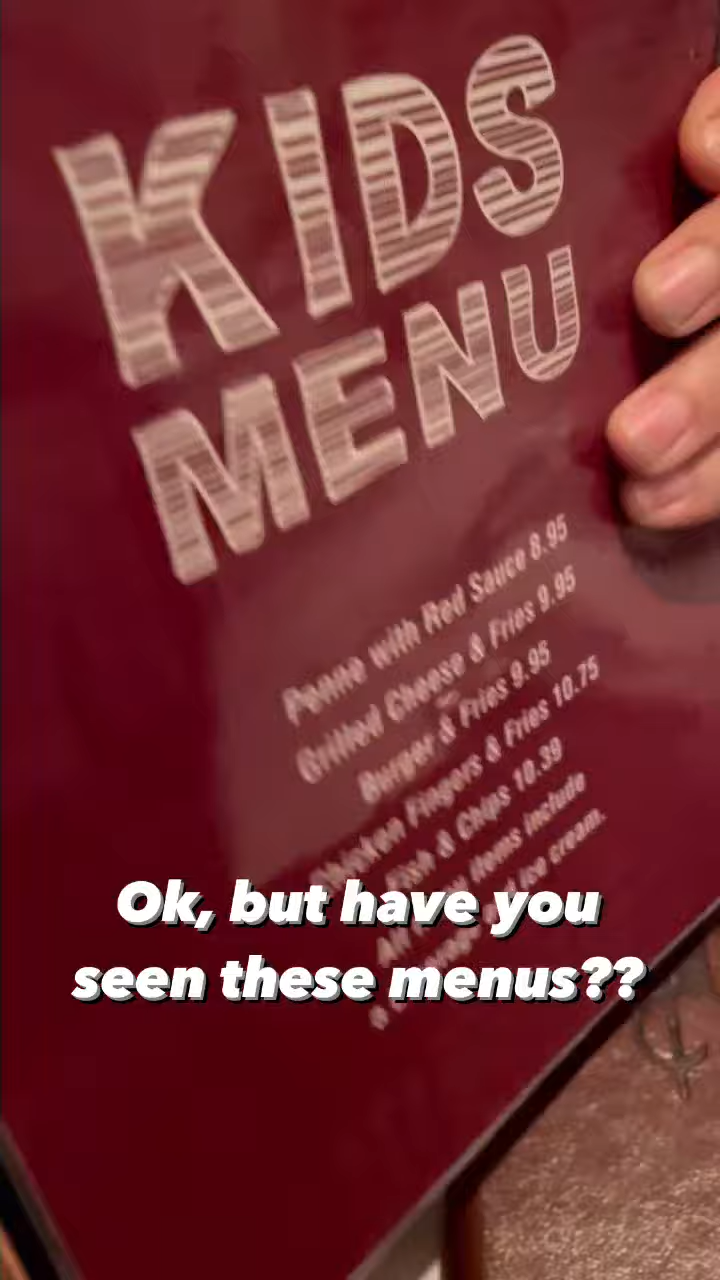 KIDS
MENU
Penne with Red Sauce 8.95
Grilled Cheese & Fries 9.95
Burger & Fries 9.95
Chicken Fingers & Fries 10.75
Fish & Chips 10.39
items include
ice cream.
Ok, but have you
seen these menus??